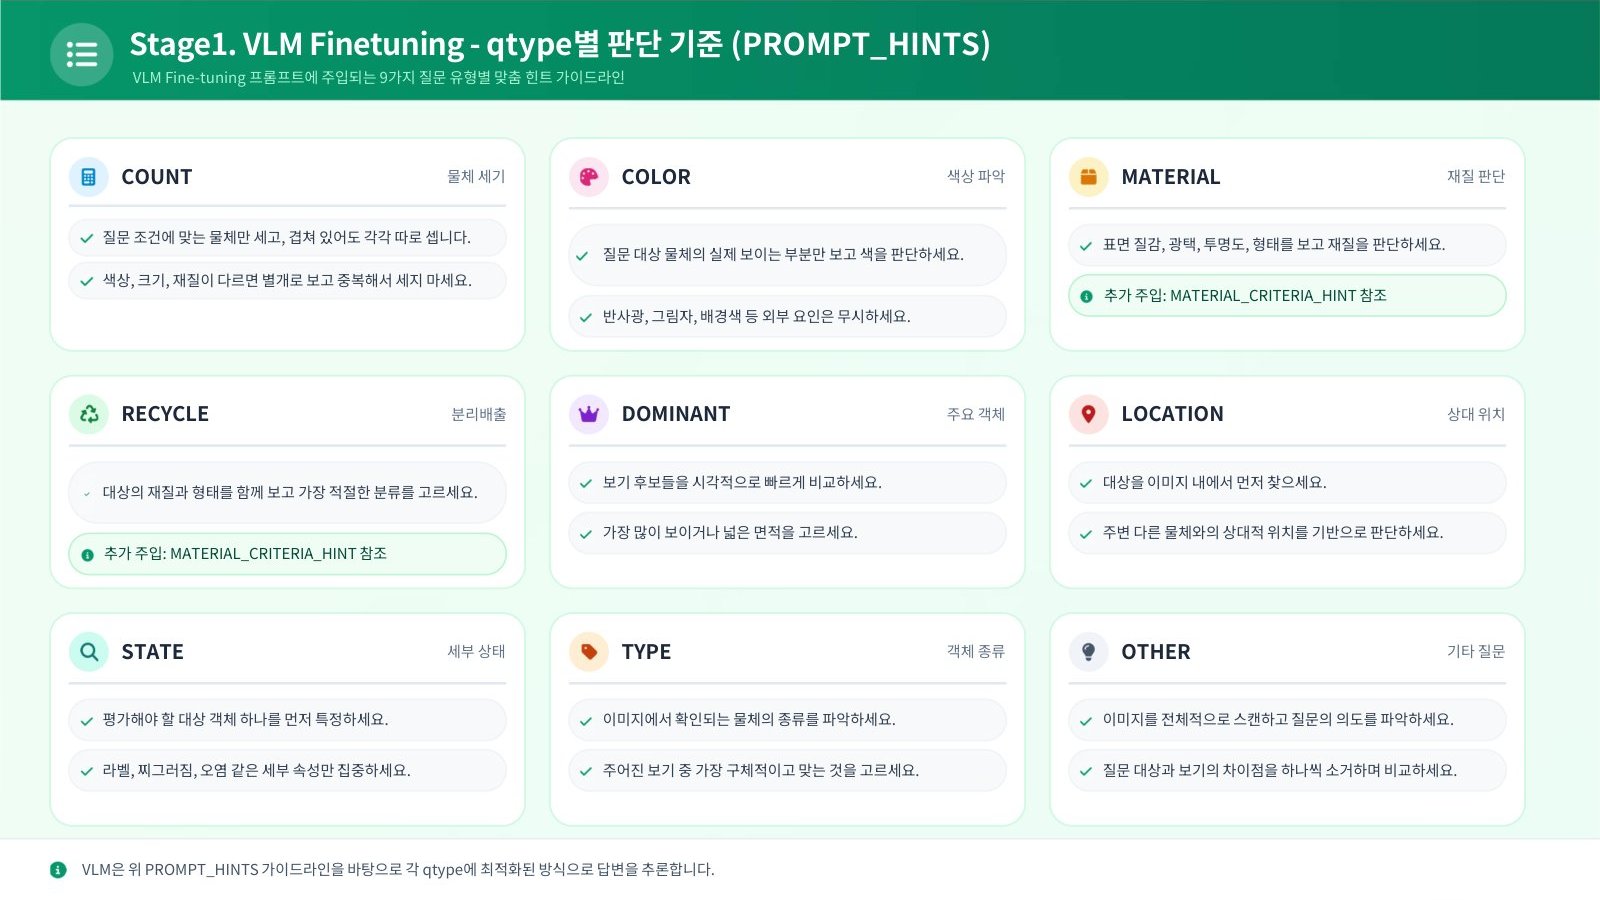 Stage1. VLM Finetuning - qtype별 판단 기준 (PROMPT_HINTS)
VLM Fine-tuning 프롬프트에 주입되는 9가지 질문 유형별 맞춤 힌트 가이드라인
COUNT 물체 세기
질문 조건에 맞는 물체만 세고, 겹쳐 있어도 각각 따로 셉니다.
색상, 크기, 재질이 다르면 별개로 보고 중복해서 세지 마세요.
COLOR 색상 파악
질문 대상 물체의 실제 보이는 부분만 보고 색을 판단하세요.
반사광, 그림자, 배경색 등 외부 요인은 무시하세요.
MATERIAL 재질 판단
표면 질감, 광택, 투명도, 형태를 보고 재질을 판단하세요.
추가 주입: MATERIAL_CRITERIA_HINT 참조
RECYCLE 분리배출
대상의 재질과 형태를 함께 보고 가장 적절한 분류를 고르세요.
추가 주입: MATERIAL_CRITERIA_HINT 참조
DOMINANT 주요 객체
보기 후보들을 시각적으로 빠르게 비교하세요.
가장 많이 보이거나 넓은 면적을 고르세요.
LOCATION 상대 위치
대상을 이미지 내에서 먼저 찾으세요.
주변 다른 물체와의 상대적 위치를 기반으로 판단하세요.
STATE 세부 상태
평가해야 할 대상 객체 하나를 먼저 특정하세요.
라벨, 찌그러짐, 오염 같은 세부 속성만 집중하세요.
TYPE 객체 종류
이미지에서 확인되는 물체의 종류를 파악하세요.
주어진 보기 중 가장 구체적이고 맞는 것을 고르세요.
OTHER 기타 질문
이미지를 전체적으로 스캔하고 질문의 의도를 파악하세요.
질문 대상과 보기의 차이점을 하나씩 소거하며 비교하세요.
VLM은 위 PROMPT_HINTS 가이드라인을 바탕으로 각 qtype에 최적화된 방식으로 답변을 추론합니다.